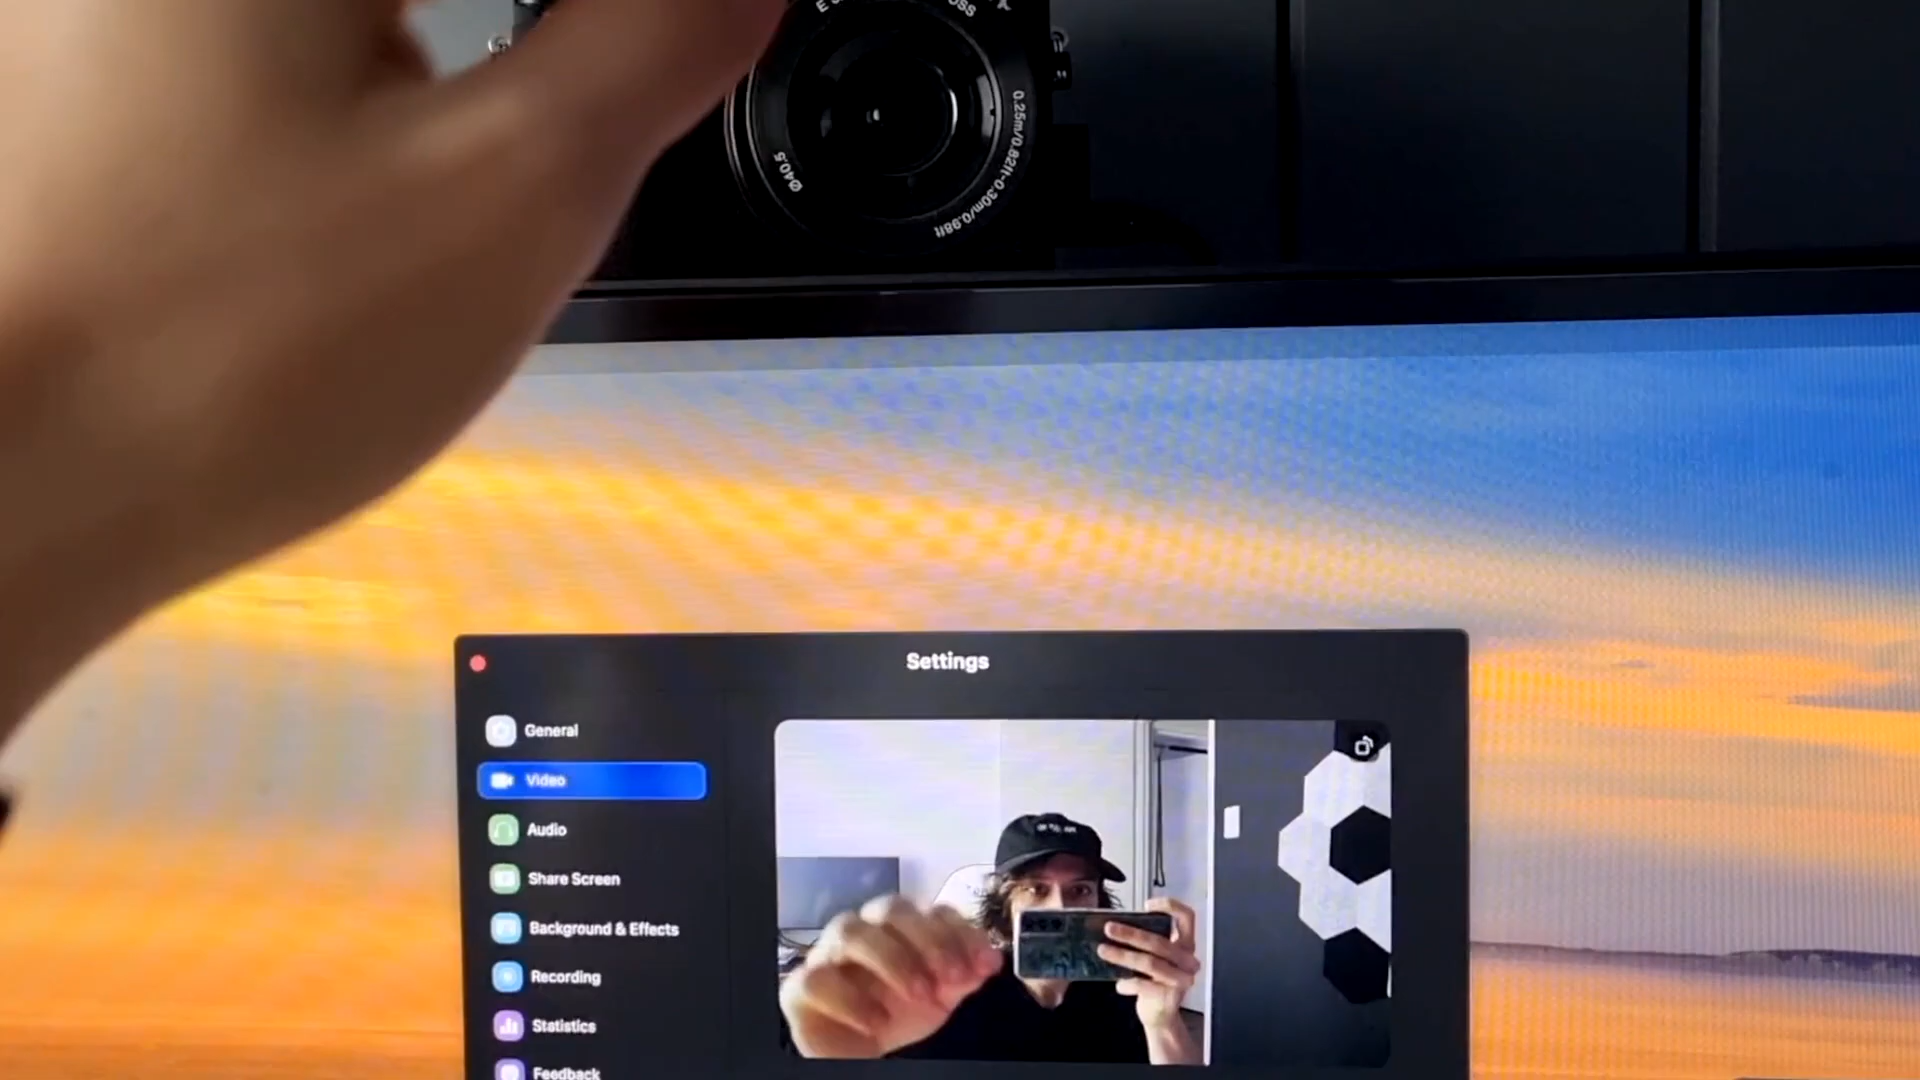 OSS
0.25m/0.82ft-0.30m/0.98ft
Ø40.5
Settings
General
Video
Audio
Share Screen
Background & Effects
Recording
Statistics
Feedback